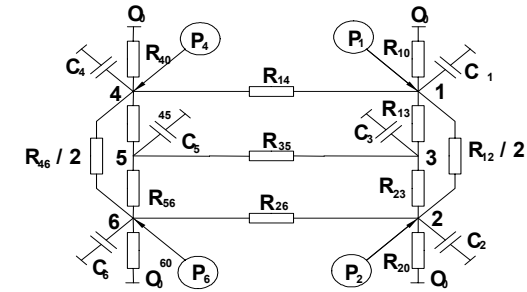 O0 O0
P4 P1
R40 R10
C4 C 1
4 R14 1
R13
45 C5 C3
R46 / 2 5 R35 3 R12 / 2
R56 R23
R26
6 2
C6 60 C2
O0 P6 P2 R20 O0